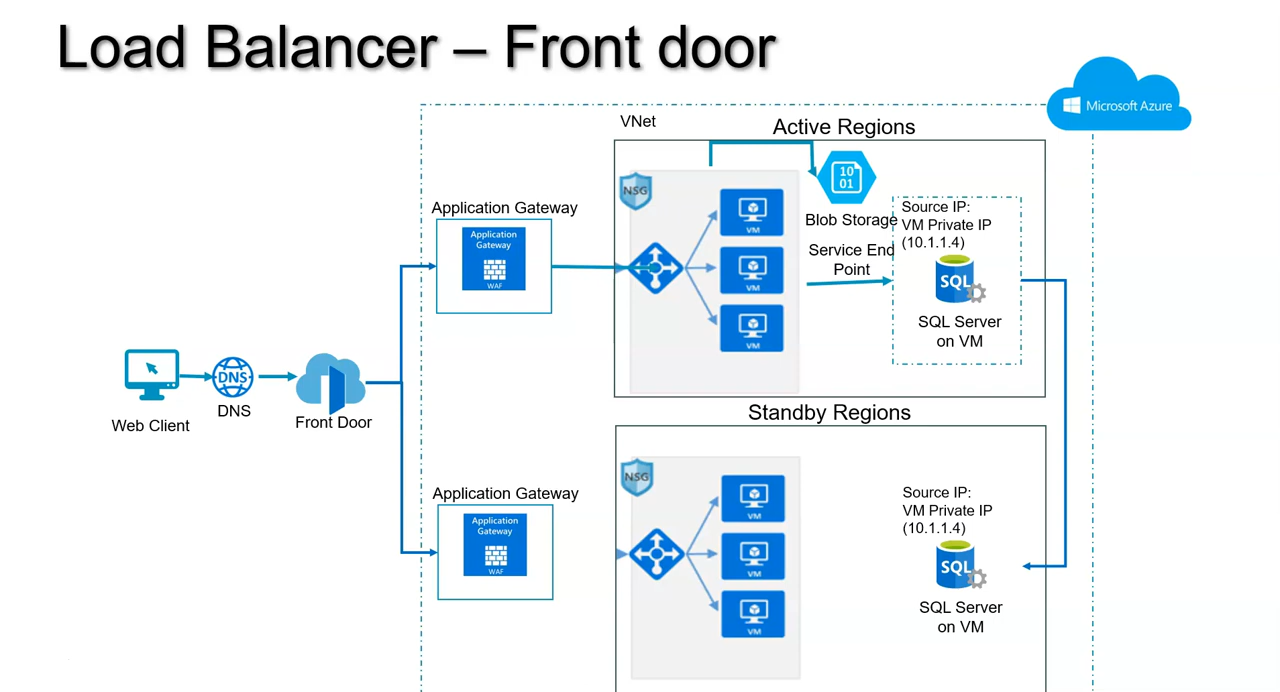 Load Balancer – Front door
Microsoft Azure
VNet
Active Regions
NSG
10
01
Application Gateway
Application
Gateway
WAF
VM
VM
VM
Blob Storage
Service End
Point
Source IP:
VM Private IP
(10.1.1.4)
SQL
SQL Server
on VM
Web Client
DNS
DNS
Front Door
Standby Regions
NSG
Application Gateway
Application
Gateway
WAF
VM
VM
VM
Source IP:
VM Private IP
(10.1.1.4)
SQL
SQL Server
on VM